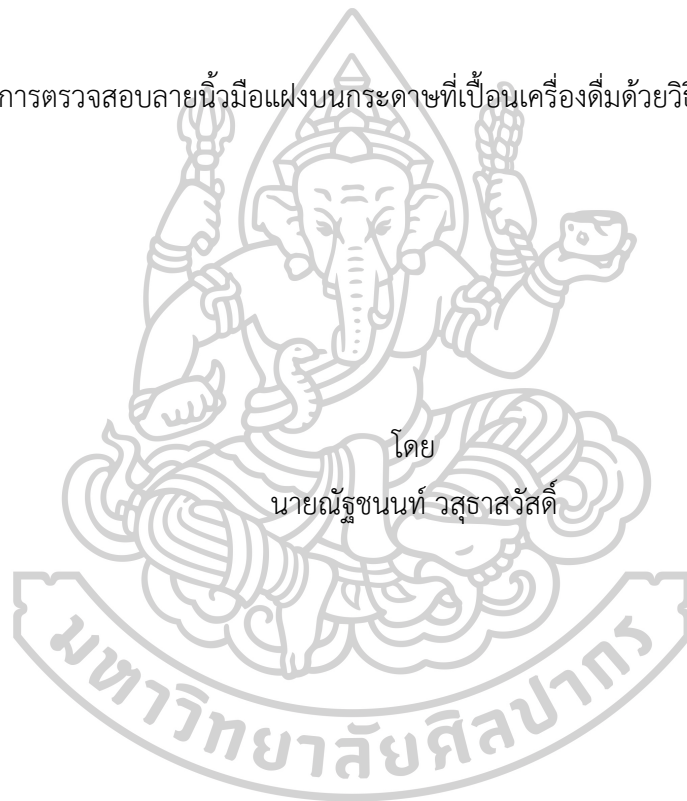 การตรวจสอบลายนิ้วมือแฝงบนกระดาษที่เปื้อนเครื่องดื่มด้วย
โดย
นายณัฐชนนท์ วสุธาสวัสดิ์
มหาวิทยาลัยศิลปากร